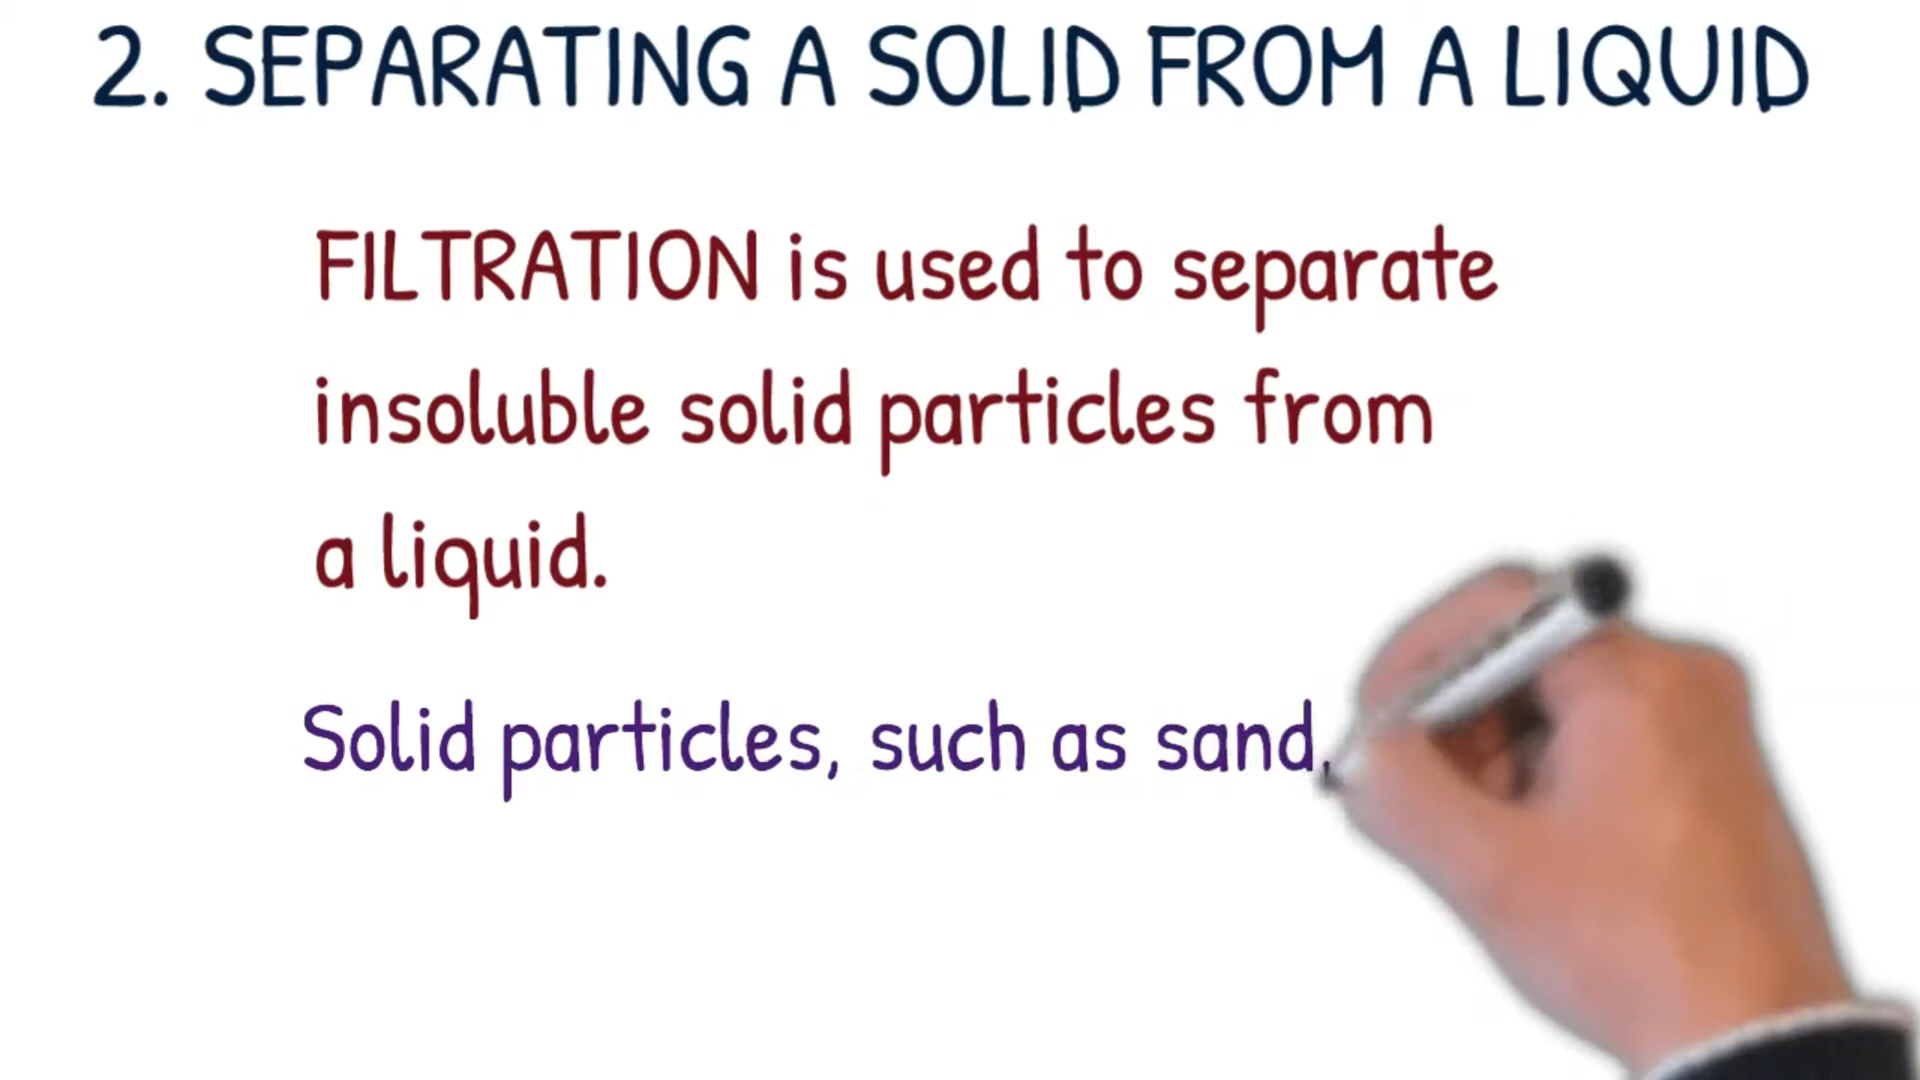 2. SEPARATING A SOLID FROM A LIQUID
FILTRATION is used to separate
insoluble solid particles from
a liquid.
Solid particles, such as sand,